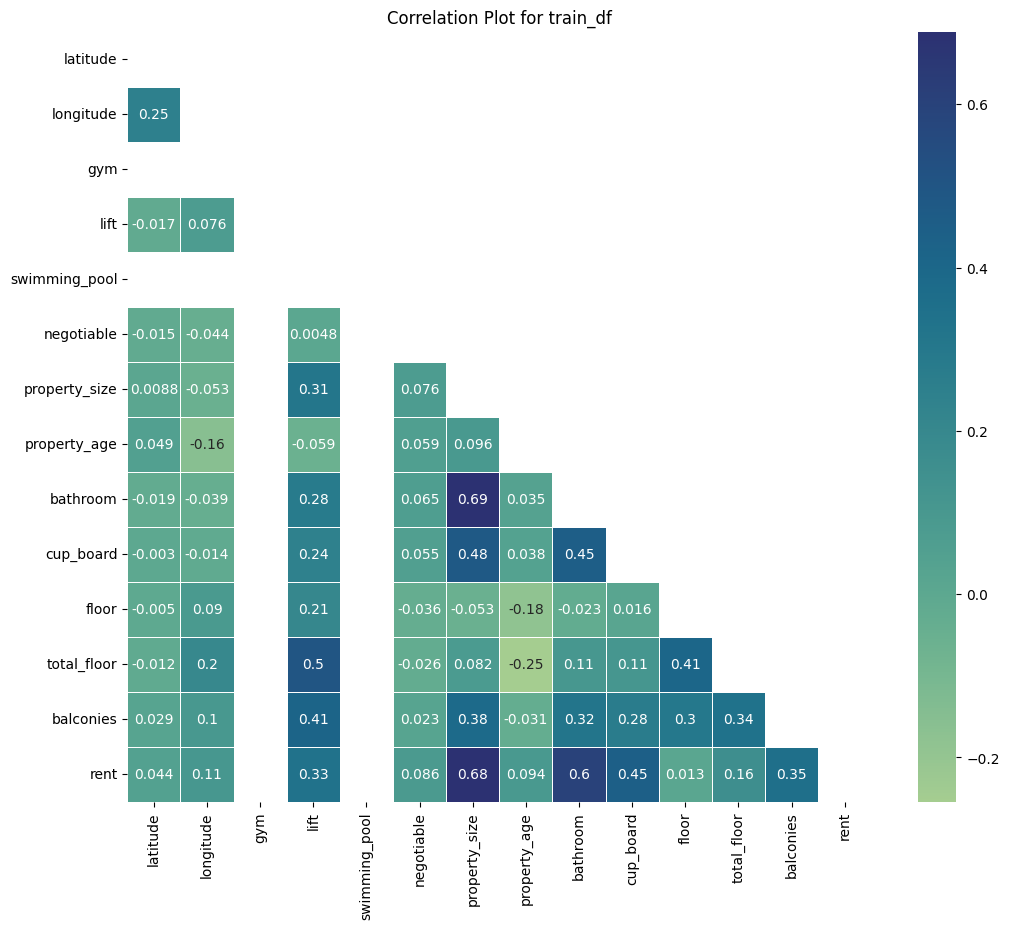 Correlation Plot for train_df
latitude
longitude 0.25
gym
lift -0.017 0.076
swimming_pool
negotiable -0.015 -0.044 0.0048
property_size 0.0088 -0.053 0.31 0.076
property_age 0.049 -0.16 -0.059 0.059 0.096
bathroom -0.019 -0.039 0.28 0.065 0.69 0.035
cup_board -0.003 -0.014 0.24 0.055 0.48 0.038 0.45
floor -0.005 0.09 0.21 -0.036 -0.053 -0.18 -0.023 0.016
total_floor -0.012 0.2 0.5 -0.026 0.082 -0.25 0.11 0.11 0.41
balconies 0.029 0.1 0.41 0.023 0.38 -0.031 0.32 0.28 0.3 0.34
rent 0.044 0.11 0.33 0.086 0.68 0.094 0.6 0.45 0.013 0.16 0.35
latitude longitude gym lift swimming_pool negotiable property_size property_age bathroom cup_board floor total_floor balconies rent
0.6
0.4
0.2
0.0
−0.2